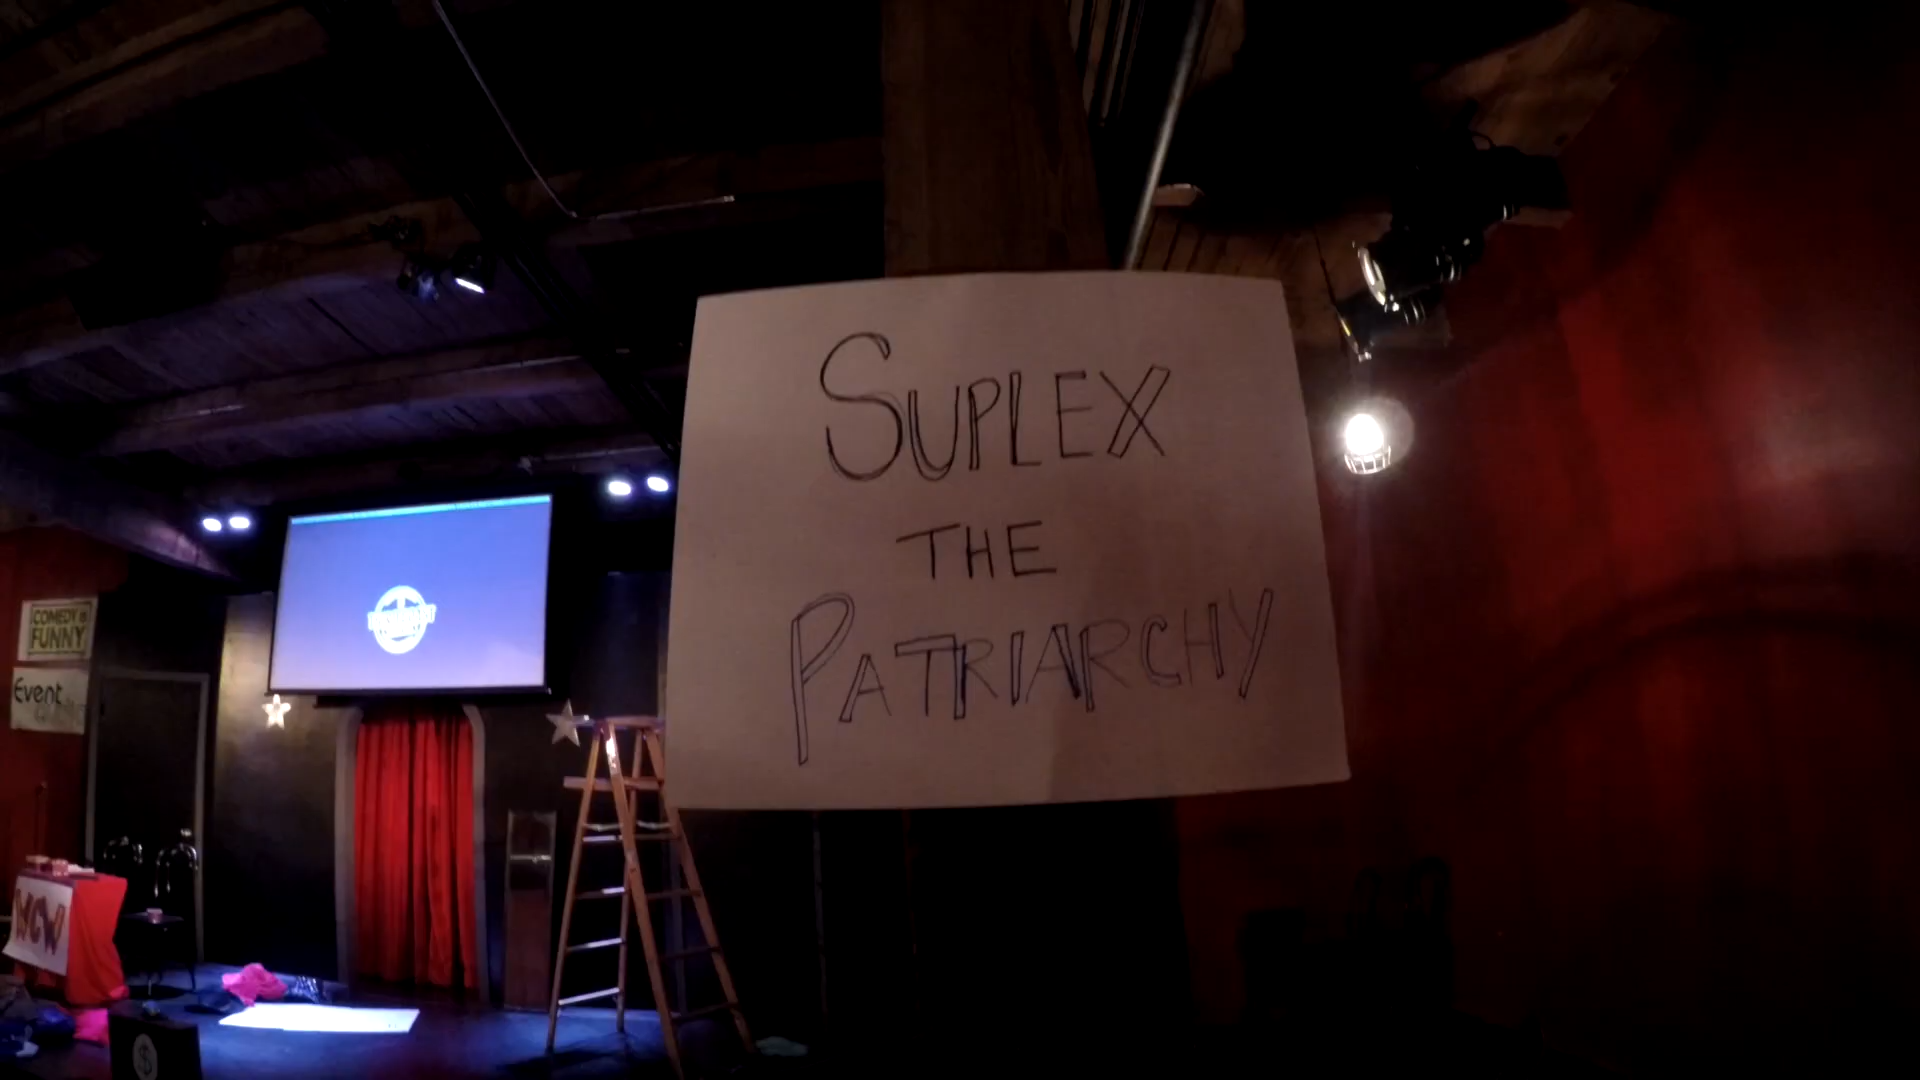 SUPLEX
THE
PATRIARCHY
COMEDY IS
FUNNY
Event
WCW
$